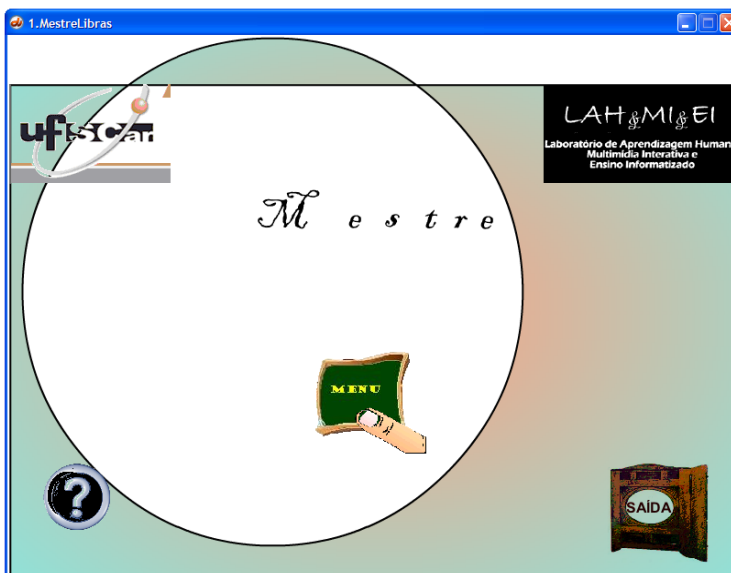 1.MestreLibras
ufscar
LAH&MI&EI
Laboratório de Aprendizagem Human
Multimídia Interativa e
Ensino Informatizado
Mestre
MENU
?
SAÍDA